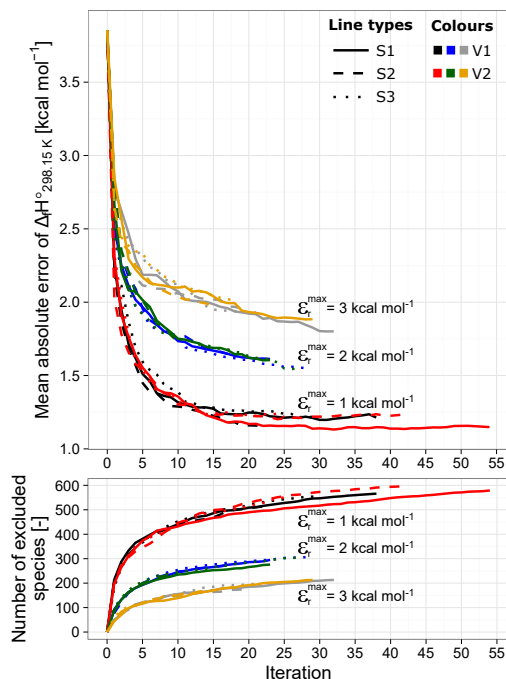 Line types
Colours
S1
S2
S3
V1
V2
Mean absolute error of ΔfH°298.15 K [kcal mol⁻¹]
3.5
3.0
2.5
2.0
1.5
1.0
εrmax = 3 kcal mol⁻¹
εrmax = 2 kcal mol⁻¹
εrmax = 1 kcal mol⁻¹
0 5 10 15 20 25 30 35 40 45 50 55
Number of excluded
species [-]
600
500
400
300
200
100
0
εrmax = 1 kcal mol⁻¹
εrmax = 2 kcal mol⁻¹
εrmax = 3 kcal mol⁻¹
0 5 10 15 20 25 30 35 40 45 50 55
Iteration